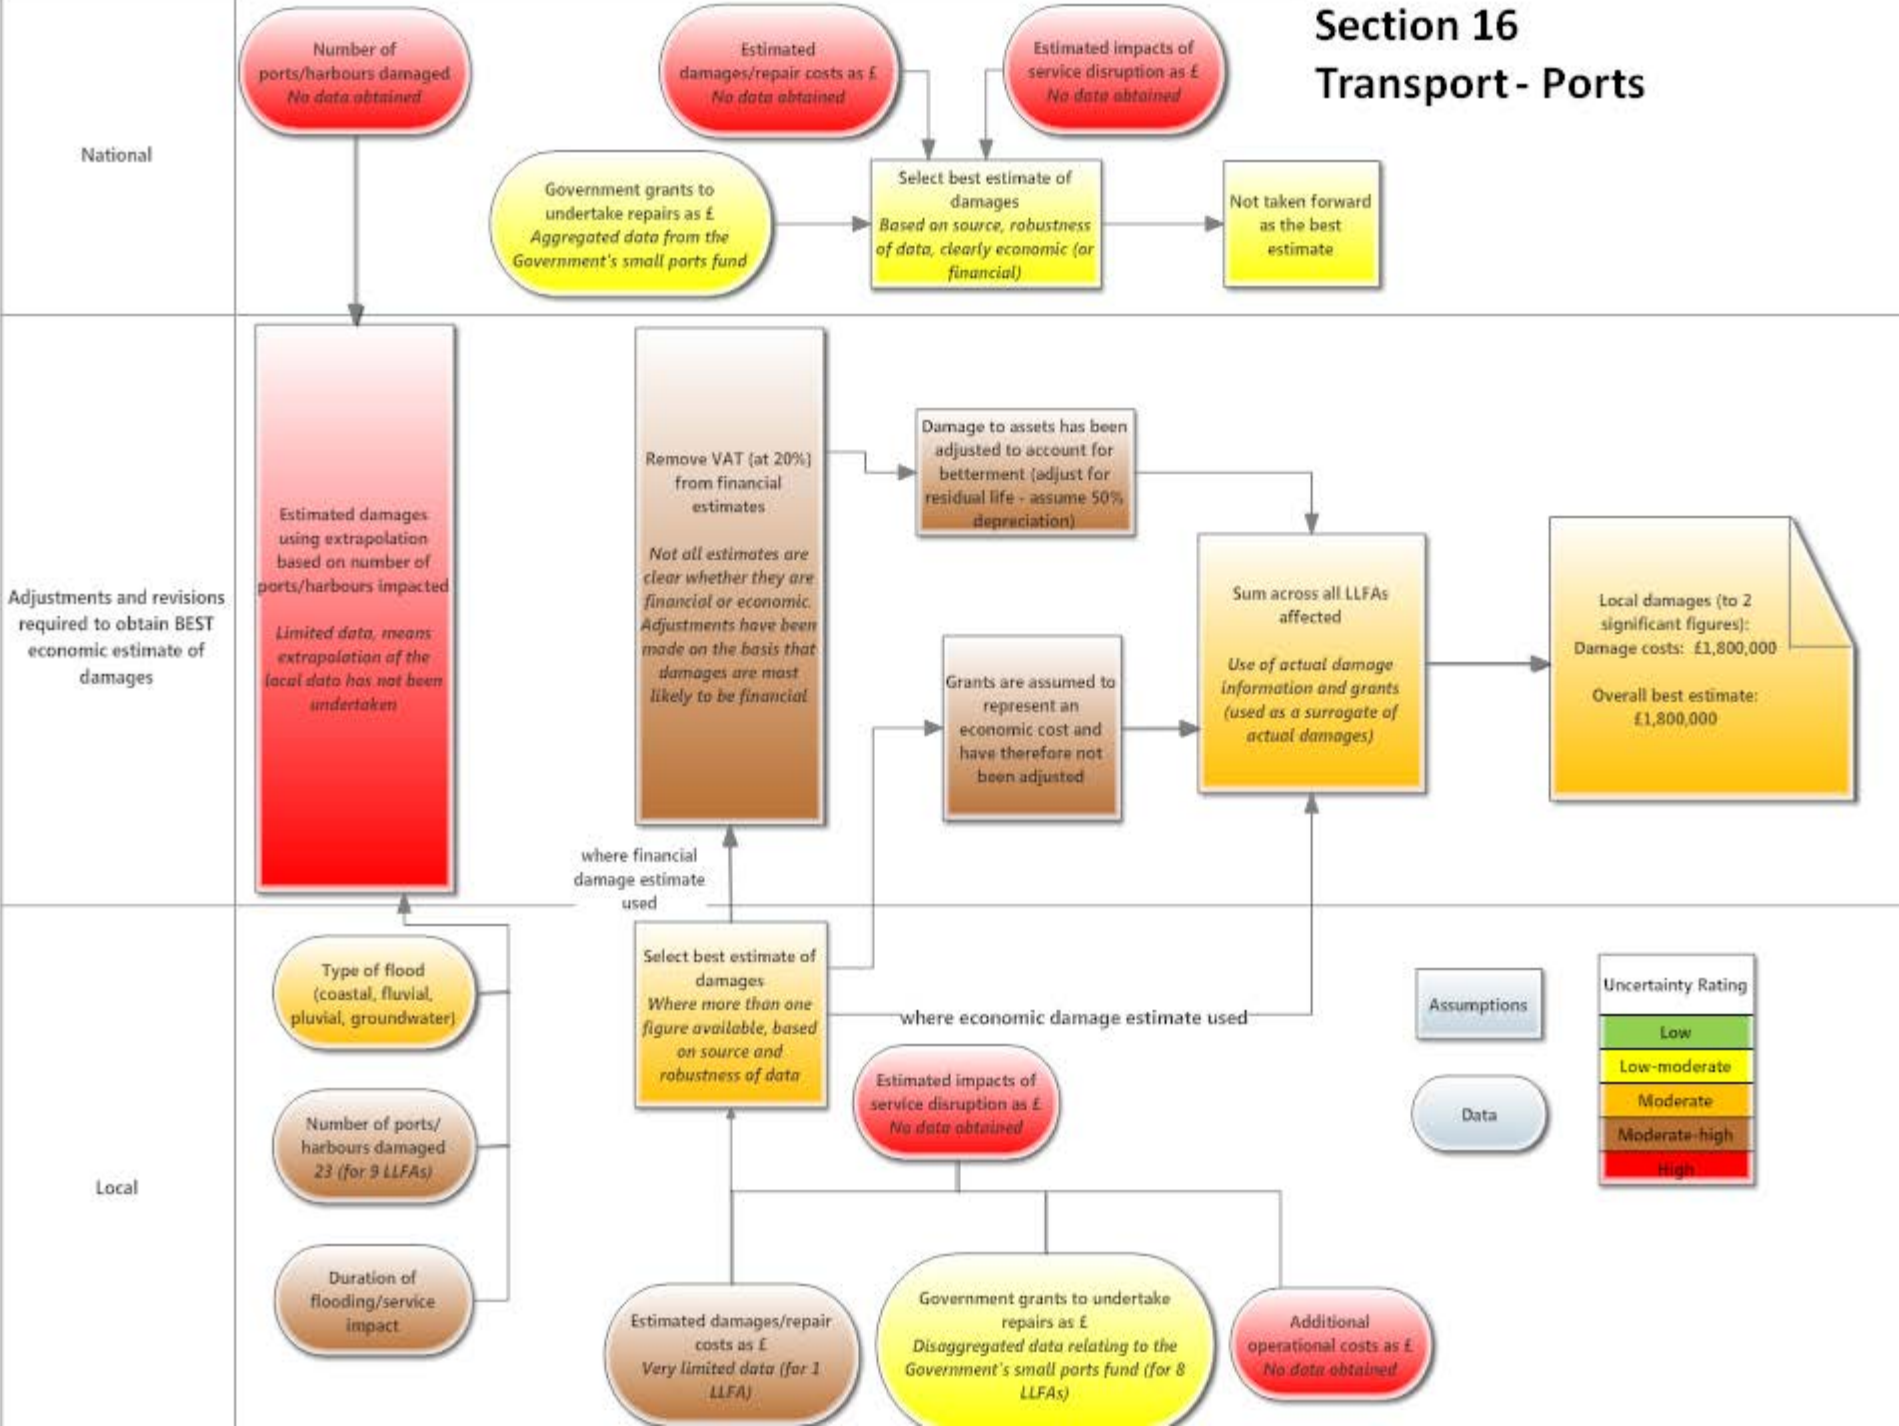 Section 16
Transport - Ports
National
Number of
ports/harbours damaged
No data obtained
Estimated
damages/repair costs as £
No data obtained
Estimated impacts of
service disruption as £
No data obtained
Government grants to
undertake repairs as £
Aggregated data from the
Government's small ports fund
Select best estimate of
damages
Based on source, robustness
of data, clearly economic (or
financial)
Not taken forward
as the best
estimate
Adjustments and revisions
required to obtain BEST
economic estimate of
damages
Estimated damages
using extrapolation
based on number of
ports/harbours impacted
Limited data, means
extrapolation of the
local data has not been
undertaken
Remove VAT (at 20%)
from financial
estimates
Not all estimates are
clear whether they are
financial or economic.
Adjustments have been
made on the basis that
damages are most
likely to be financial
Damage to assets has been
adjusted to account for
betterment (adjust for
residual life - assume 50%
depreciation)
Grants are assumed to
represent an
economic cost and
have therefore not
been adjusted
Sum across all LLFAs
affected
Use of actual damage
information and grants
(used as a surrogate of
actual damages)
Local damages (to 2
significant figures):
Damage costs: £1,800,000
Overall best estimate:
£1,800,000
where financial
damage estimate
used
Local
Type of flood
(coastal, fluvial,
pluvial, groundwater)
Number of ports/
harbours damaged
23 (for 9 LLFAs)
Duration of
flooding/service
impact
Select best estimate of
damages
Where more than one
figure available, based
on source and
robustness of data
where economic damage estimate used
Estimated impacts of
service disruption as £
No data obtained
Estimated damages/repair
costs as £
Very limited data (for 1
LLFA)
Government grants to undertake
repairs as £
Disaggregated data relating to the
Government's small ports fund (for 8
LLFAs)
Additional
operational costs as £
No data obtained
Assumptions
Data
Uncertainty Rating
Low
Low-moderate
Moderate
Moderate-high
High